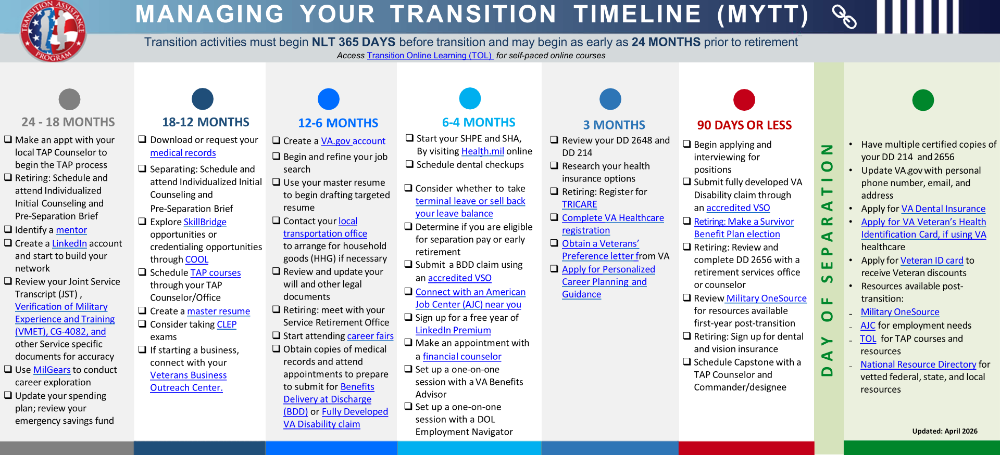 TRANSITION ASSISTANCE
PROGRAM
MANAGING YOUR TRANSITION TIMELINE (MYTT)
Transition activities must begin NLT 365 DAYS before transition and may begin as early as 24 MONTHS prior to retirement
Access Transition Online Learning (TOL) for self-paced online courses
24 - 18 MONTHS
Make an appt with your
local TAP Counselor to
begin the TAP process
Retiring: Schedule and
attend Individualized
Initial Counseling and
Pre-Separation Brief
Identify a mentor
Create a LinkedIn account
and start to build your
network
Review your Joint Service
Transcript (JST) ,
Verification of Military
Experience and Training
(VMET), CG-4082, and
other Service specific
documents for accuracy
Use MilGears to conduct
career exploration
Update your spending
plan; review your
emergency savings fund
18-12 MONTHS
Download or request your
medical records
Separating: Schedule and
attend Individualized Initial
Counseling and
Pre-Separation Brief
Explore SkillBridge
opportunities or
credentialing opportunities
through COOL
Schedule TAP courses
through your TAP
Counselor/Office
Create a master resume
Consider taking CLEP
exams
If starting a business,
connect with your
Veterans Business
Outreach Center.
12-6 MONTHS
Create a VA.gov account
Begin and refine your job
search
Use your master resume
to begin drafting targeted
resume
Contact your local
transportation office
to arrange for household
goods (HHG) if necessary
Review and update your
will and other legal
documents
Retiring: meet with your
Service Retirement Office
Start attending career fairs
Obtain copies of medical
records and attend
appointments to prepare
to submit for Benefits
Delivery at Discharge
(BDD) or Fully Developed
VA Disability claim
6-4 MONTHS
Start your SHPE and SHA,
By visiting Health.mil online
Schedule dental checkups
Consider whether to take
terminal leave or sell back
your leave balance
Determine if you are eligible
for separation pay or early
retirement
Submit a BDD claim using
an accredited VSO
Connect with an American
Job Center (AJC) near you
Sign up for a free year of
LinkedIn Premium
Make an appointment with
a financial counselor
Set up a one-on-one
session with a VA Benefits
Advisor
Set up a one-on-one
session with a DOL
Employment Navigator
3 MONTHS
Review your DD 2648 and
DD 214
Research your health
insurance options
Retiring: Register for
TRICARE
Complete VA Healthcare
registration
Obtain a Veterans'
Preference letter from VA
Apply for Personalized
Career Planning and
Guidance
90 DAYS OR LESS
Begin applying and
interviewing for
positions
Submit fully developed VA
Disability claim through
an accredited VSO
Retiring: Make a Survivor
Benefit Plan election
Retiring: Review and
complete DD 2656 with a
retirement services office
or counselor
Review Military OneSource
for resources available
first-year post-transition
Retiring: Sign up for dental
and vision insurance
Schedule Capstone with a
TAP Counselor and
Commander/designee
DAY OF SEPARATION
• Have multiple certified copies of
your DD 214 and 2656
• Update VA.gov with personal
phone number, email, and
address
• Apply for VA Dental Insurance
• Apply for VA Veteran's Health
Identification Card, if using VA
healthcare
• Apply for Veteran ID card to
receive Veteran discounts
• Resources available post-
transition:
- Military OneSource
- AJC for employment needs
- TOL for TAP courses and
resources
- National Resource Directory for
vetted federal, state, and local
resources
Updated: April 2026